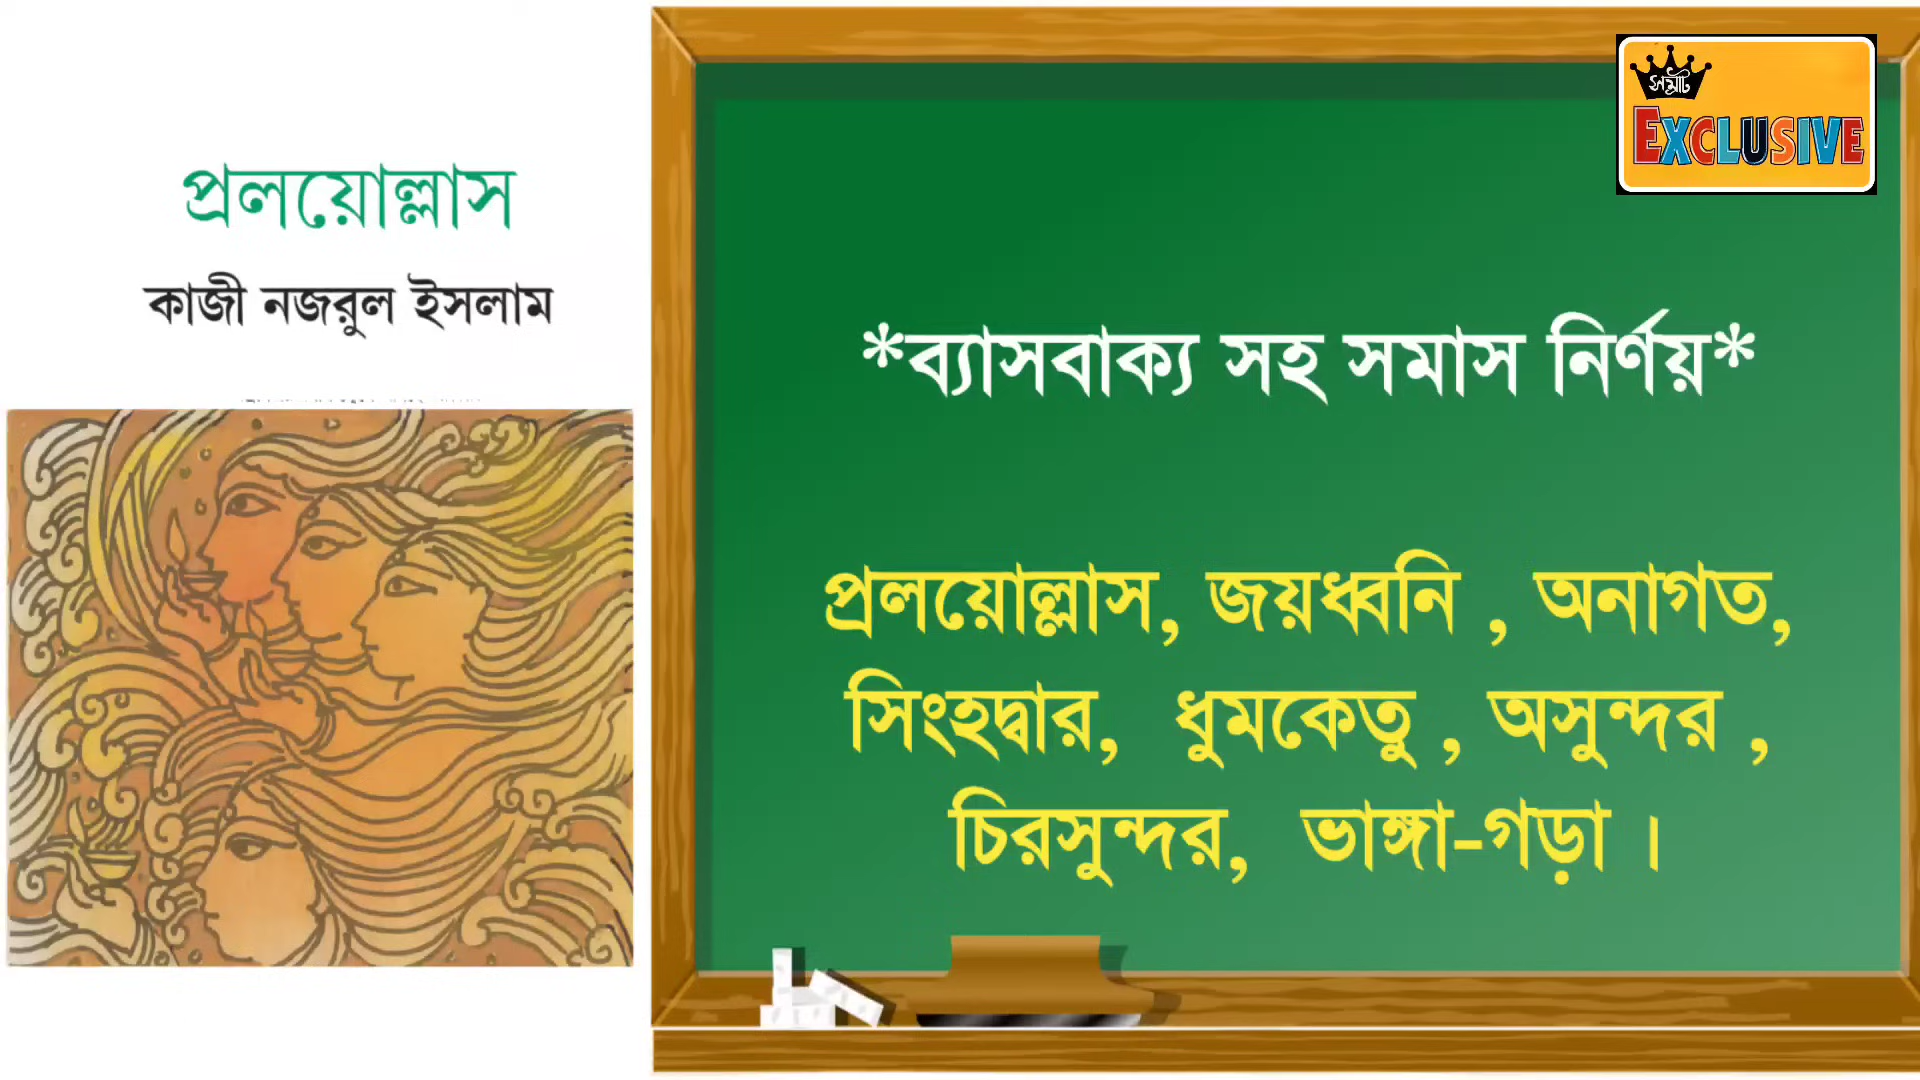 প্রলয়োল্লাস
কাজী নজরুল ইসলাম
সম্রাট
EXCLUSIVE
*ব্যাসবাক্য সহ সমাস নির্ণয়*
প্রলয়োল্লাস, জয়ধ্বনি , অনাগত,
সিংহদ্বার, ধুমকেতু , অসুন্দর ,
চিরসুন্দর, ভাঙ্গা-গড়া ।